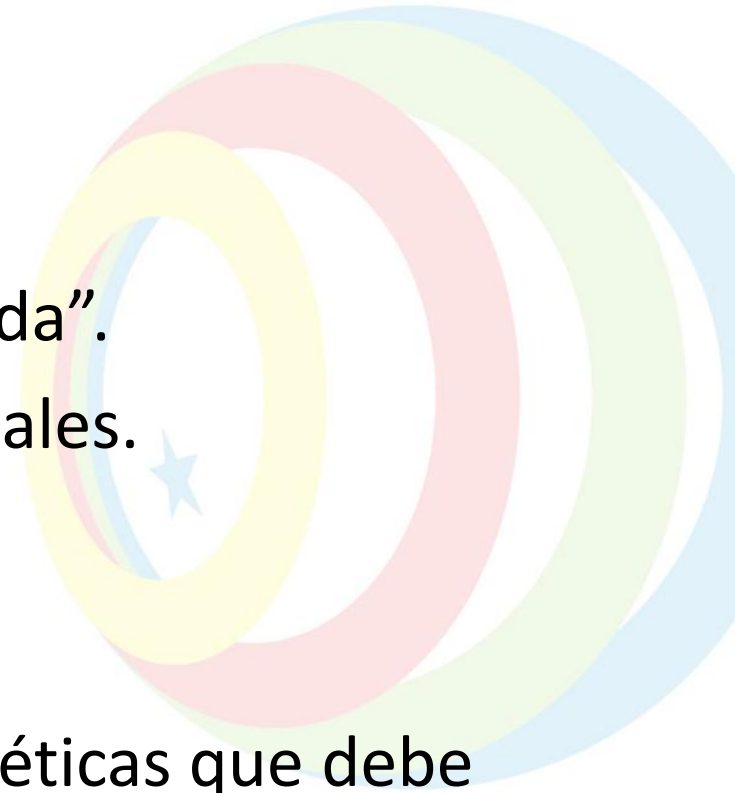 da”.
ales.
éticas que debe